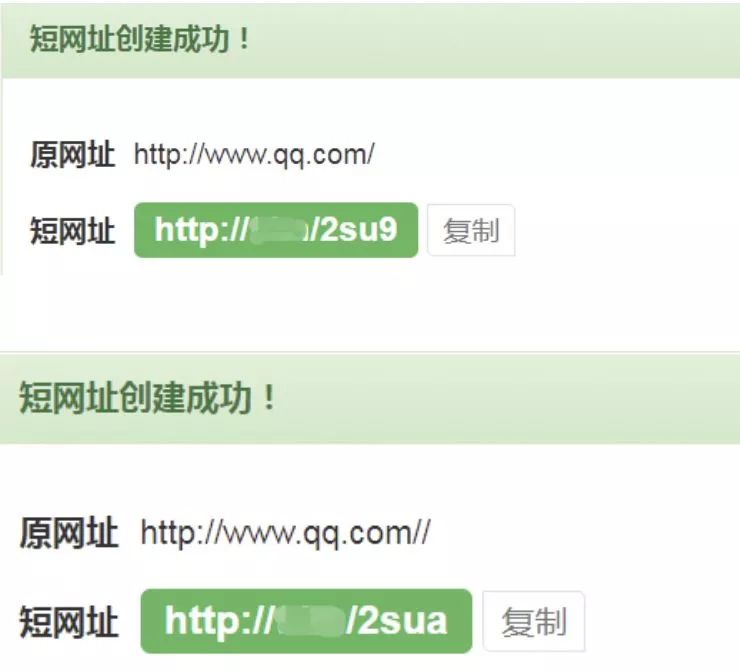 短网址创建成功！
原网址 http://www.qq.com/
短网址 http:///2su9 复制
短网址创建成功！
原网址 http://www.qq.com//
短网址 http:///2sua 复制